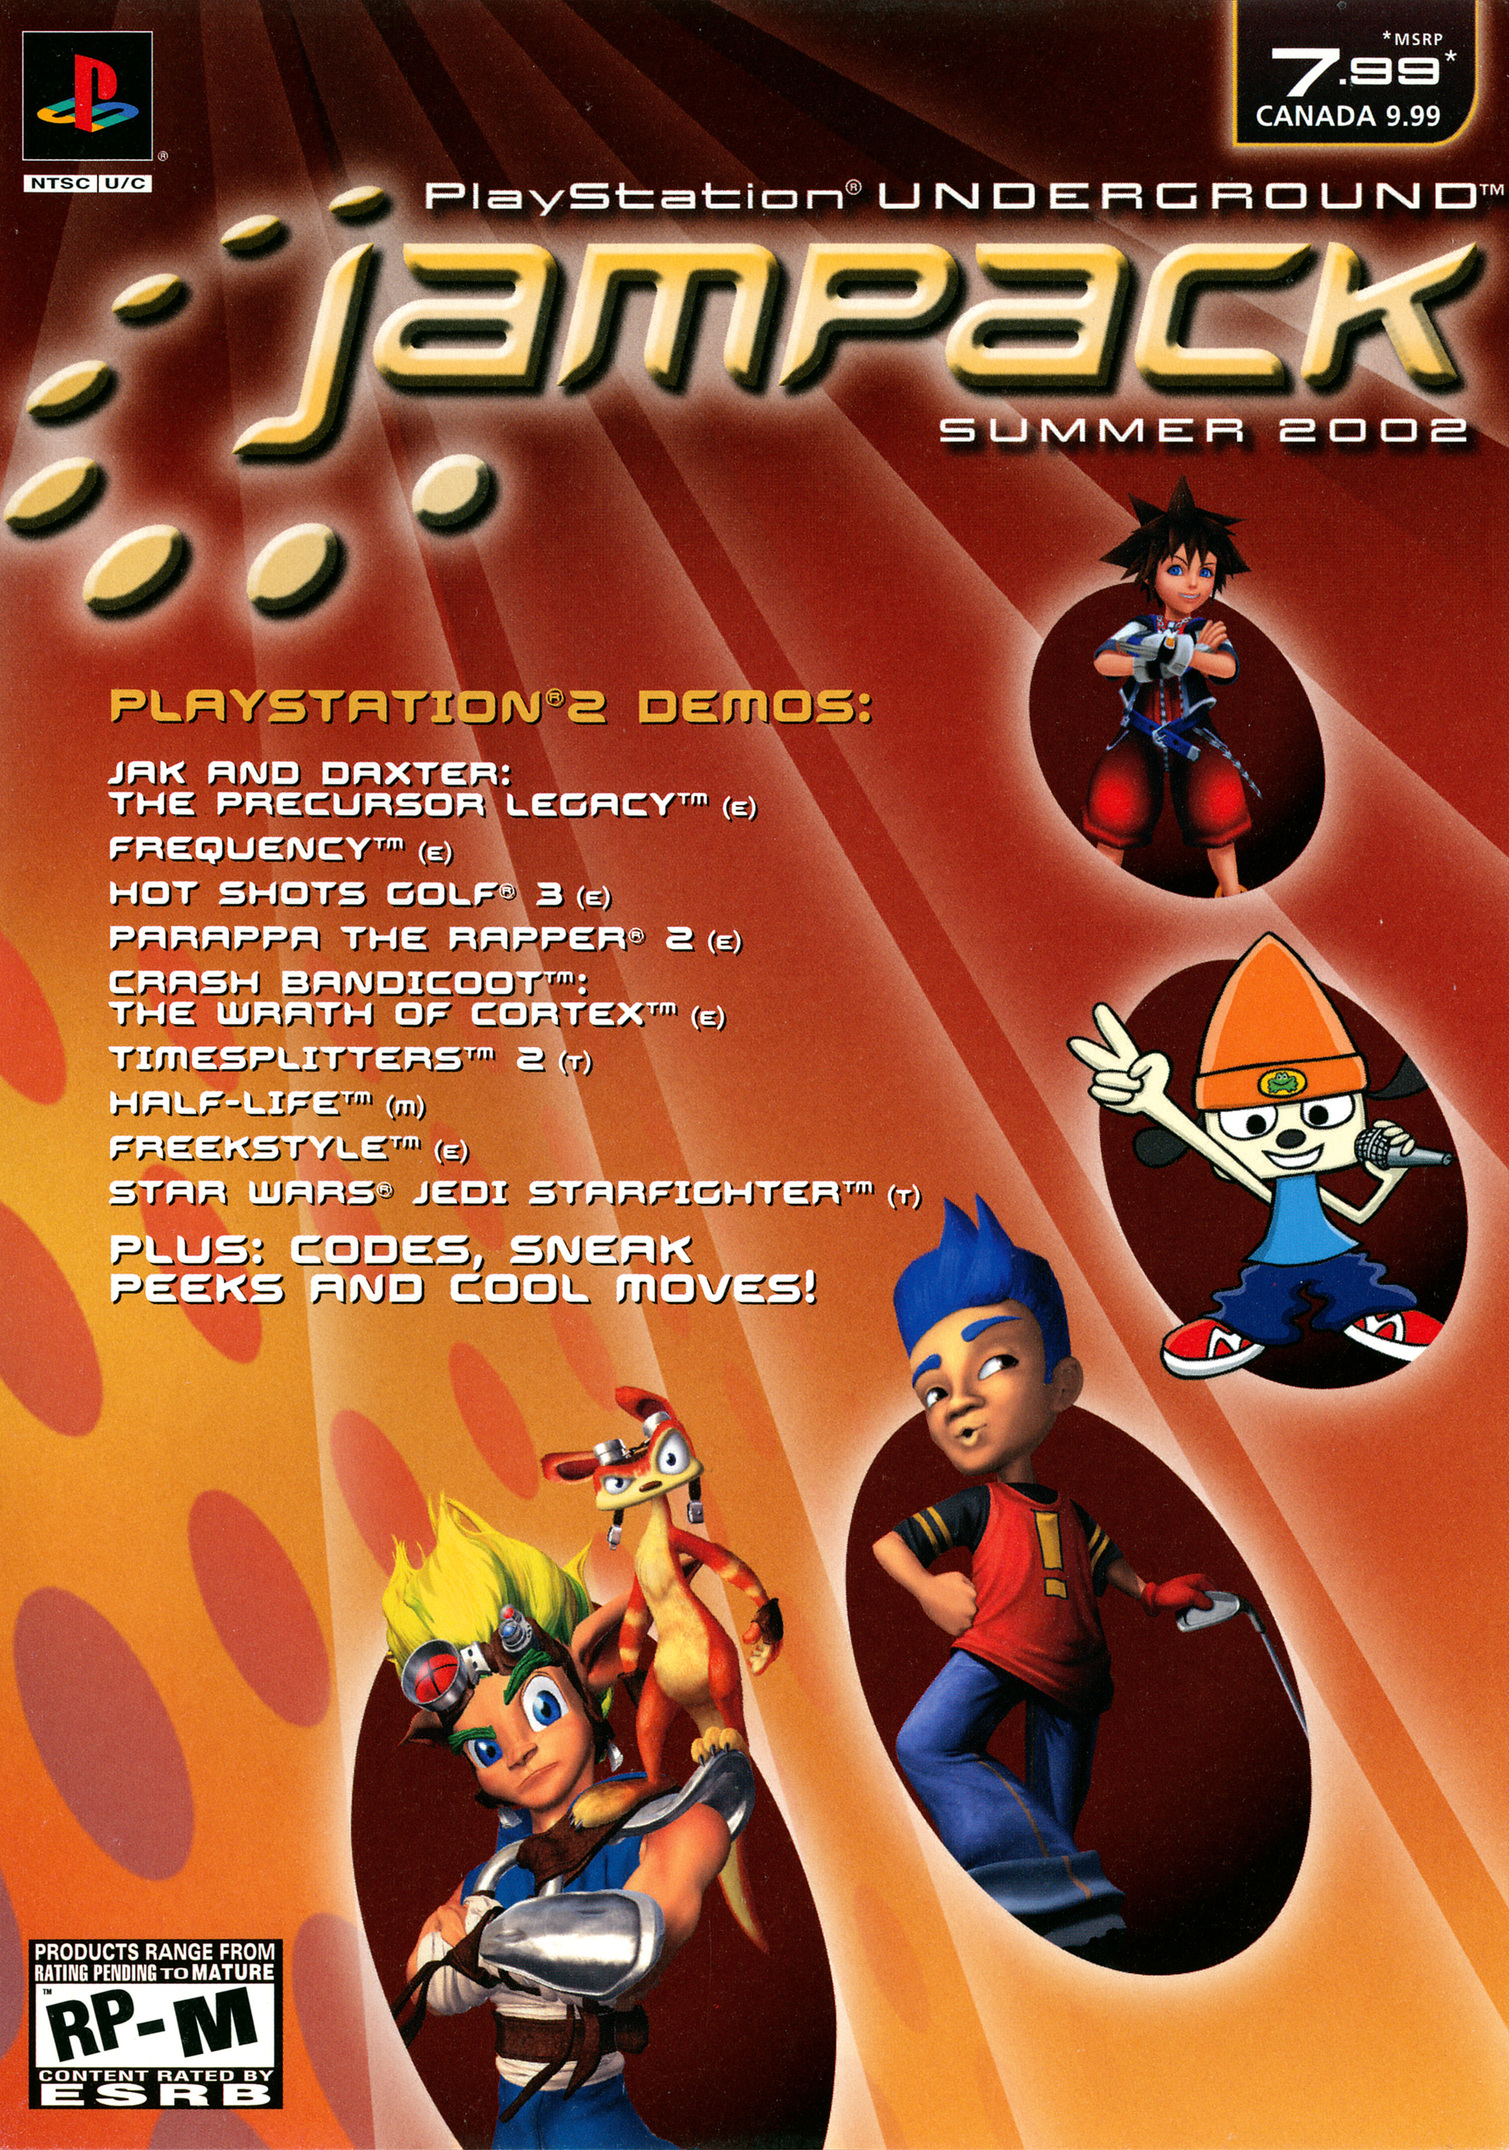 *MSRP
7.99*
CANADA 9.99
®
NTSC U/C
PlayStation® UNDERGROUND™
Jampack
SUMMER 2002
PLAYSTATION®2 DEMOS:
JAK AND DAXTER:
THE PRECURSOR LEGACY™ (E)
FREQUENCY™ (E)
HOT SHOTS GOLF® 3 (E)
PARAPPA THE RAPPER® 2 (E)
CRASH BANDICOOT™:
THE WRATH OF CORTEX™ (E)
TIMESPLITTERS™ 2 (T)
HALF-LIFE™ (M)
FREEKSTYLE™ (E)
STAR WARS® JEDI STARFIGHTER™ (T)
PLUS: CODES, SNEAK
PEEKS AND COOL MOVES!
PRODUCTS RANGE FROM
RATING PENDING TO MATURE
™
RP-M
CONTENT RATED BY
ESRB